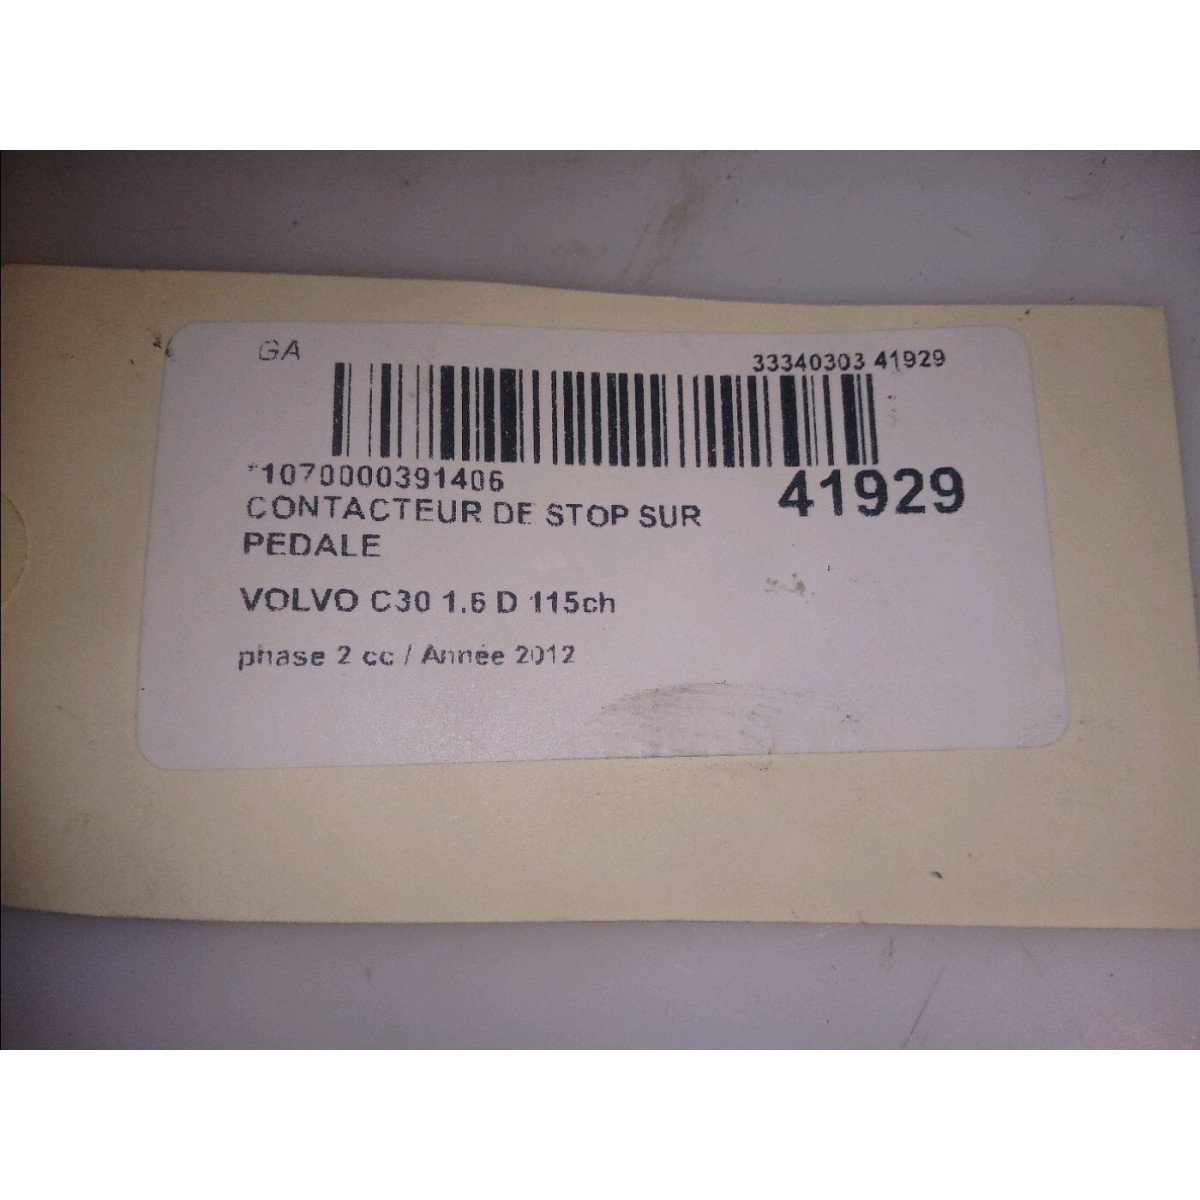 GA
33340303 41929
*1070000391406
41929
CONTACTEUR DE STOP SUR
PEDALE
VOLVO C30 1.6 D 115ch
phase 2 cc / Année 2012